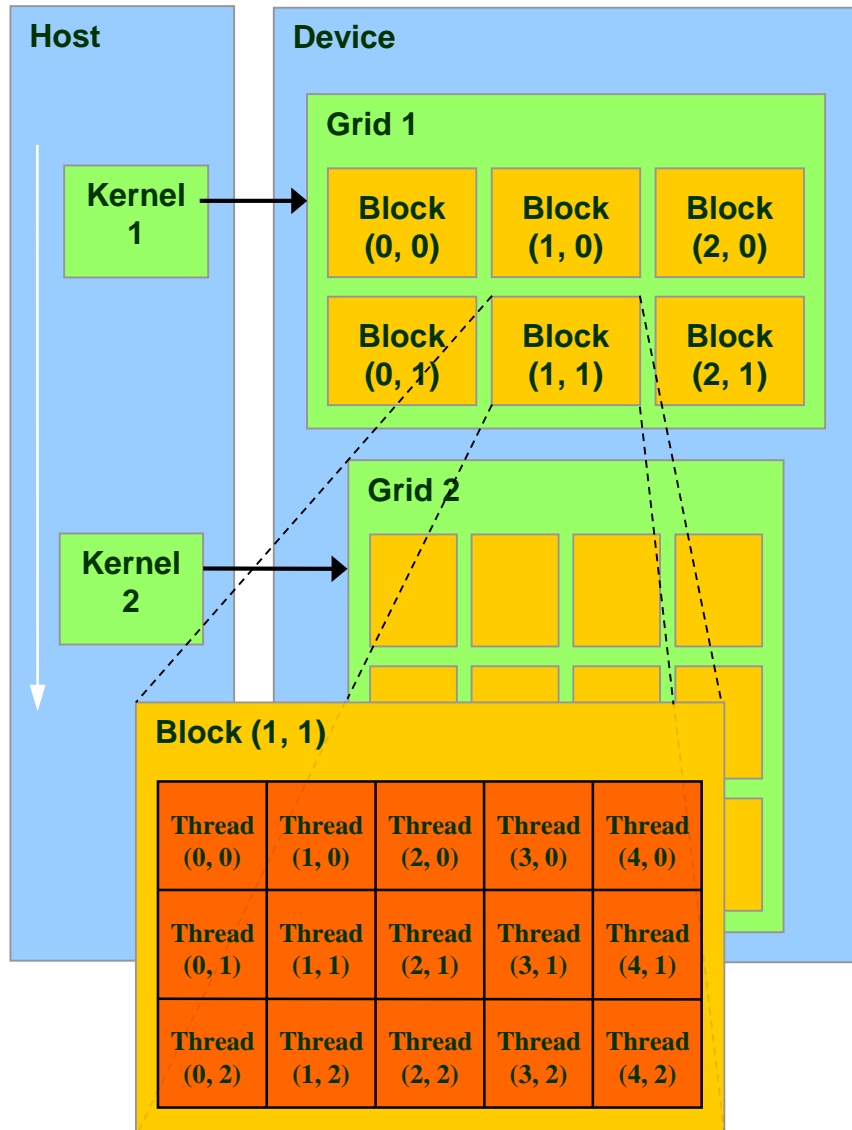 Host
Device
Grid 1
Kernel
1
Block
(0, 0)
Block
(1, 0)
Block
(2, 0)
Block
(0, 1)
Block
(1, 1)
Block
(2, 1)
Grid 2
Kernel
2
Block (1, 1)
Thread
(0, 0)
Thread
(1, 0)
Thread
(2, 0)
Thread
(3, 0)
Thread
(4, 0)
Thread
(0, 1)
Thread
(1, 1)
Thread
(2, 1)
Thread
(3, 1)
Thread
(4, 1)
Thread
(0, 2)
Thread
(1, 2)
Thread
(2, 2)
Thread
(3, 2)
Thread
(4, 2)